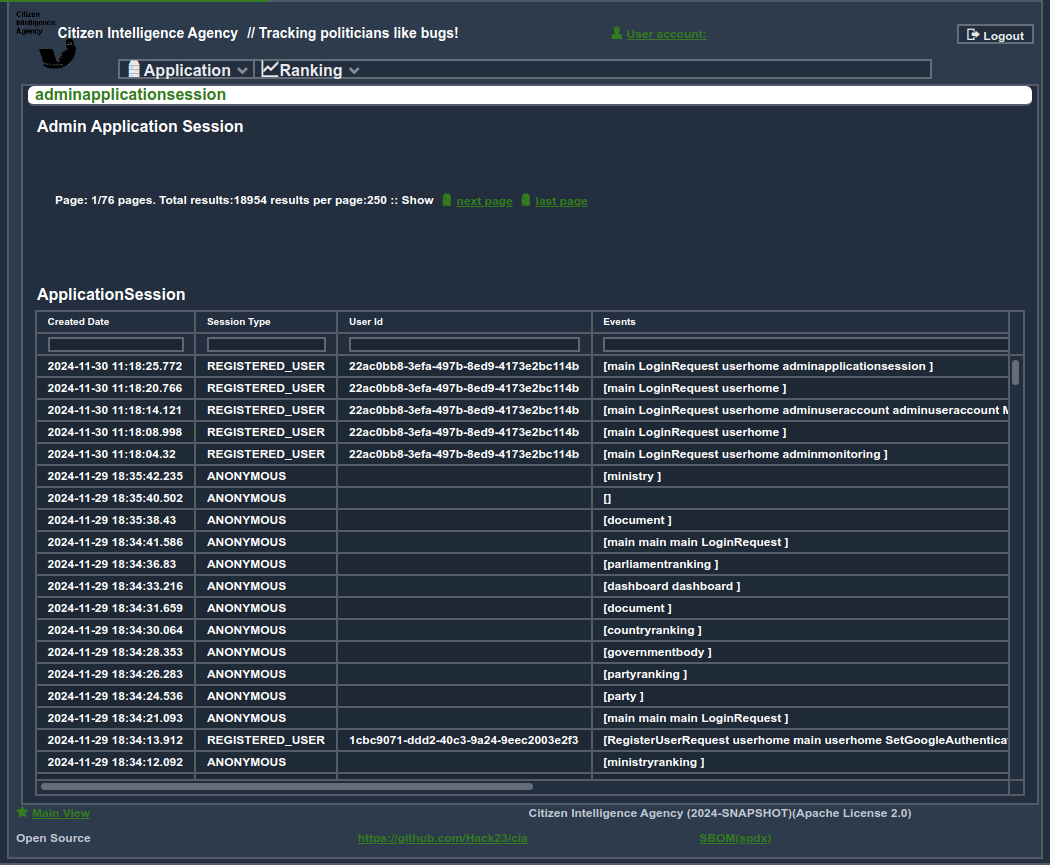 Citizen
Intelligence
Agency
Citizen Intelligence Agency // Tracking politicians like bugs!
User account:
Logout
Application Ranking
adminapplicationsession
Admin Application Session
Page: 1/76 pages. Total results:18954 results per page:250 :: Show next page last page
ApplicationSession
Created Date Session Type User Id Events
2024-11-30 11:18:25.772 REGISTERED_USER 22ac0bb8-3efa-497b-8ed9-4173e2bc114b [main LoginRequest userhome adminapplicationsession ]
2024-11-30 11:18:20.766 REGISTERED_USER 22ac0bb8-3efa-497b-8ed9-4173e2bc114b [main LoginRequest userhome ]
2024-11-30 11:18:14.121 REGISTERED_USER 22ac0bb8-3efa-497b-8ed9-4173e2bc114b [main LoginRequest userhome adminuseraccount adminuseraccount M
2024-11-30 11:18:08.998 REGISTERED_USER 22ac0bb8-3efa-497b-8ed9-4173e2bc114b [main LoginRequest userhome ]
2024-11-30 11:18:04.32 REGISTERED_USER 22ac0bb8-3efa-497b-8ed9-4173e2bc114b [main LoginRequest userhome adminmonitoring ]
2024-11-29 18:35:42.235 ANONYMOUS [ministry ]
2024-11-29 18:35:40.502 ANONYMOUS []
2024-11-29 18:35:38.43 ANONYMOUS [document ]
2024-11-29 18:34:41.586 ANONYMOUS [main main main LoginRequest ]
2024-11-29 18:34:36.83 ANONYMOUS [parliamentranking ]
2024-11-29 18:34:33.216 ANONYMOUS [dashboard dashboard ]
2024-11-29 18:34:31.659 ANONYMOUS [document ]
2024-11-29 18:34:30.064 ANONYMOUS [countryranking ]
2024-11-29 18:34:28.353 ANONYMOUS [governmentbody ]
2024-11-29 18:34:26.283 ANONYMOUS [partyranking ]
2024-11-29 18:34:24.536 ANONYMOUS [party ]
2024-11-29 18:34:21.093 ANONYMOUS [main main main LoginRequest ]
2024-11-29 18:34:13.912 REGISTERED_USER 1cbc9071-ddd2-40c3-9a24-9eec2003e2f3 [RegisterUserRequest userhome main userhome SetGoogleAuthentica
2024-11-29 18:34:12.092 ANONYMOUS [ministryranking ]
Main View Citizen Intelligence Agency (2024-SNAPSHOT)(Apache License 2.0)
Open Source https://github.com/Hack23/cia SBOM(spdx)